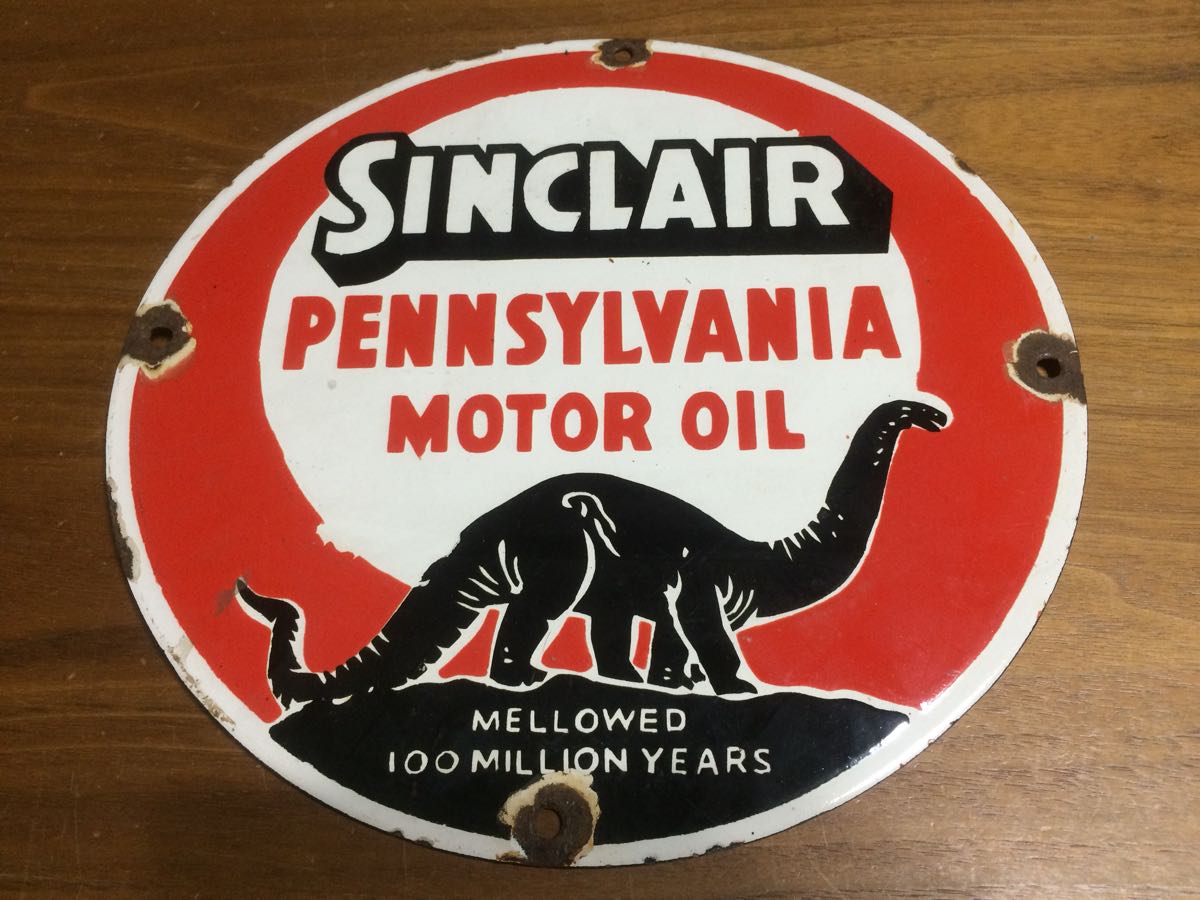 SINCLAIR
PENNSYLVANIA
MOTOR OIL
MELLOWED
100 MILLION YEARS